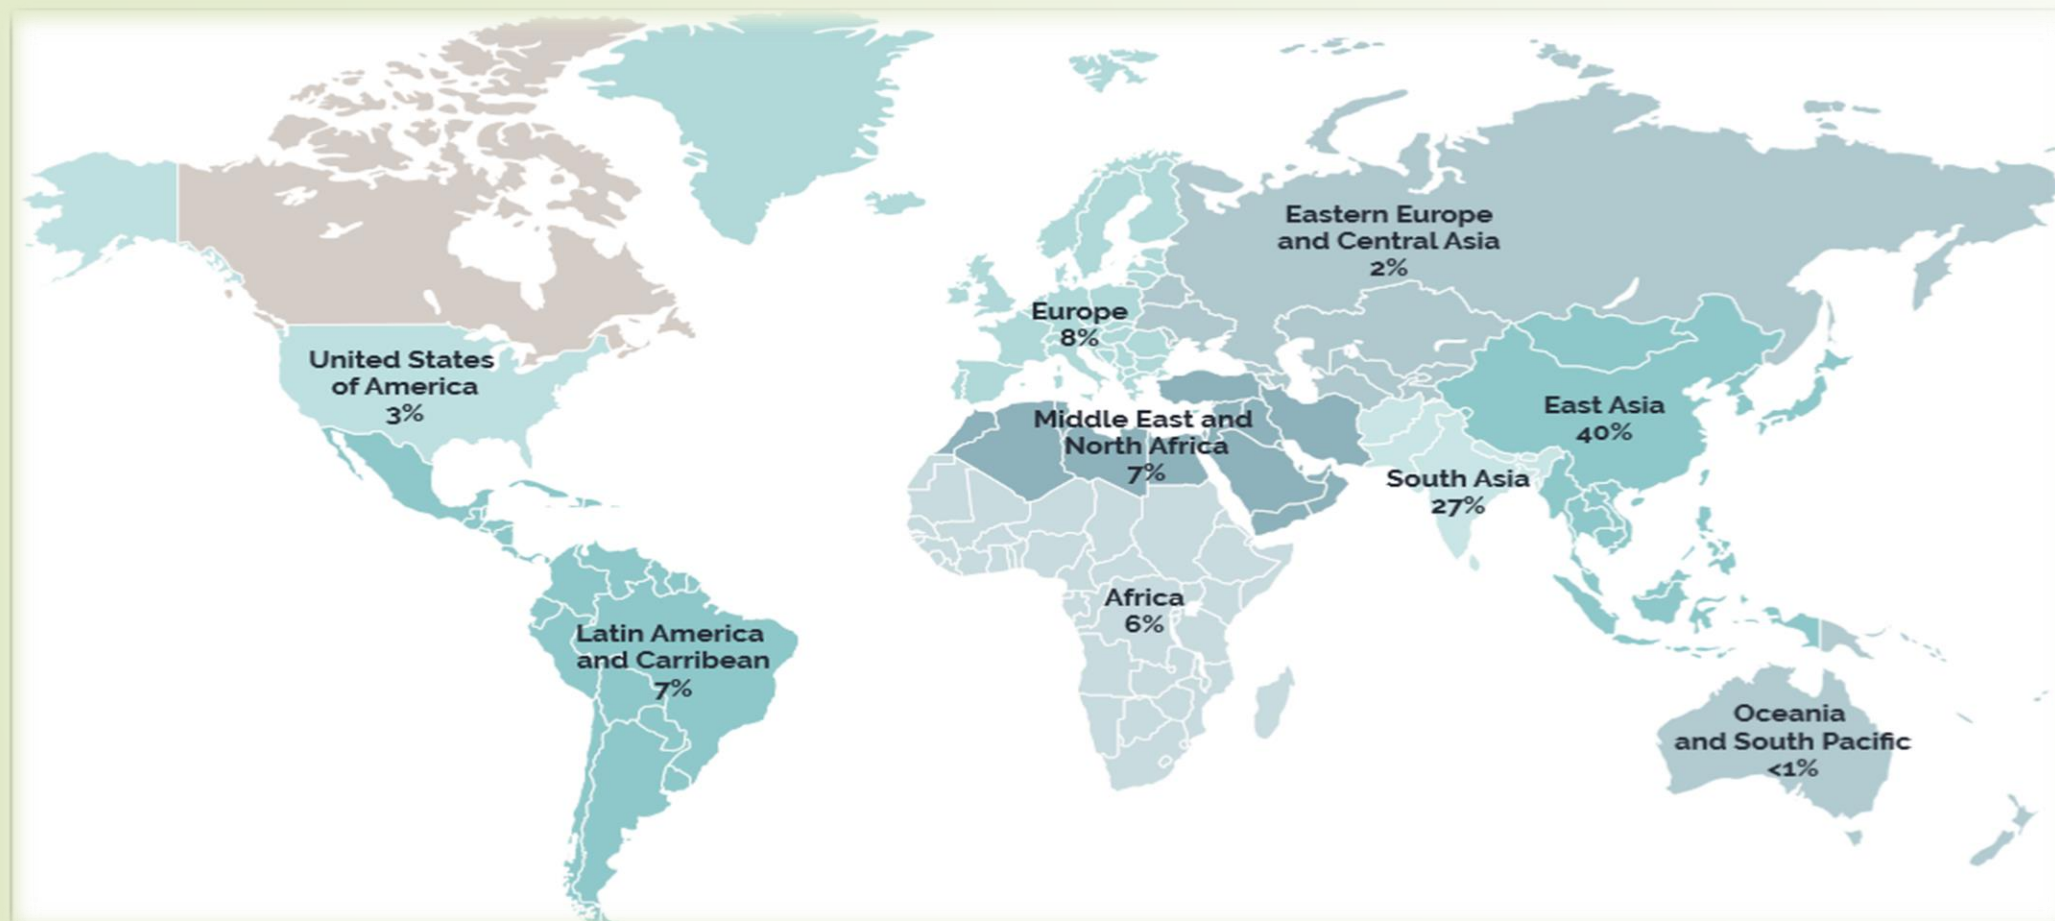 Eastern Europe
and Central Asia
2%
Europe
8%
United States
of America
3%
East Asia
40%
Middle East and
North Africa
7%
South Asia
27%
Africa
6%
Latin America
and Carribean
7%
Oceania
and South Pacific
<1%